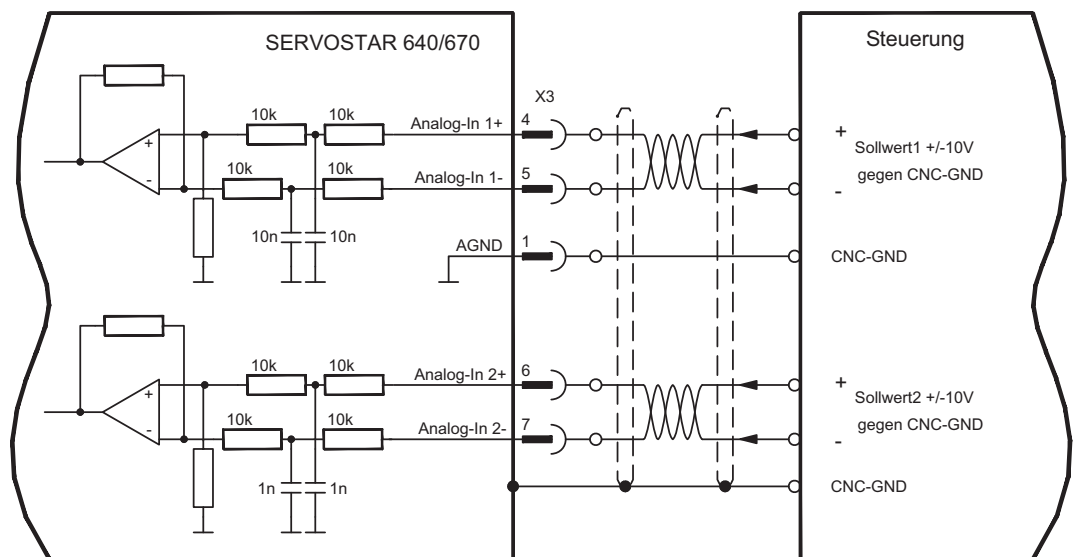 SERVOSTAR 640/670
Steuerung
X3
10k
10k
Analog-In 1+
4
+
Sollwert1 +/-10V
gegen CNC-GND
-
+
-
10k
10k
Analog-In 1-
5
10n
10n
AGND
1
CNC-GND
10k
10k
Analog-In 2+
6
+
Sollwert2 +/-10V
gegen CNC-GND
-
+
-
10k
10k
Analog-In 2-
7
1n
1n
CNC-GND